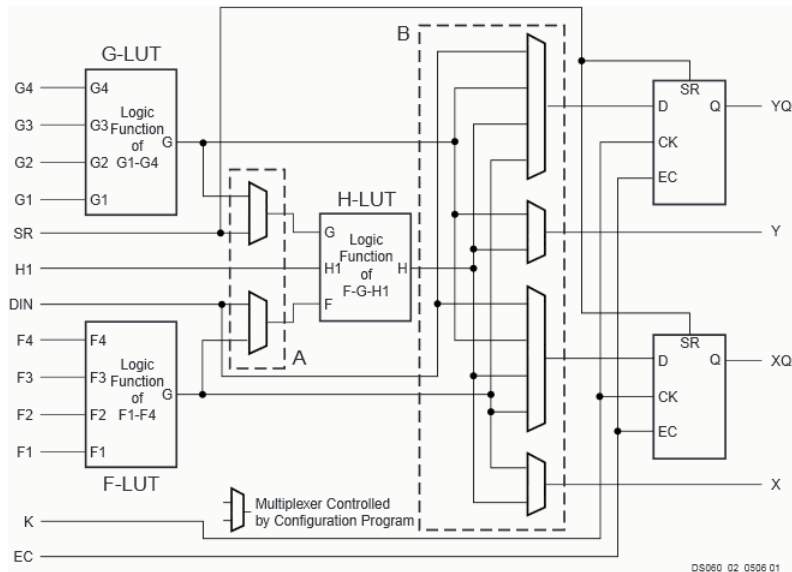 B
G-LUT
SR
G4
G4
Logic
Function
of
G1-G4
G
D
Q
YQ
G3
G3
CK
G2
G2
EC
G1
G1
H-LUT
SR
G
Logic
Function
of
F-G-H1
H
Y
H1
H1
DIN
F
SR
F4
F4
Logic
Function
of
F1-F4
G
A
D
Q
XQ
F3
F3
CK
F2
F2
EC
F1
F1
F-LUT
X
Multiplexer Controlled
by Configuration Program
K
EC
DS060_02_0506 01